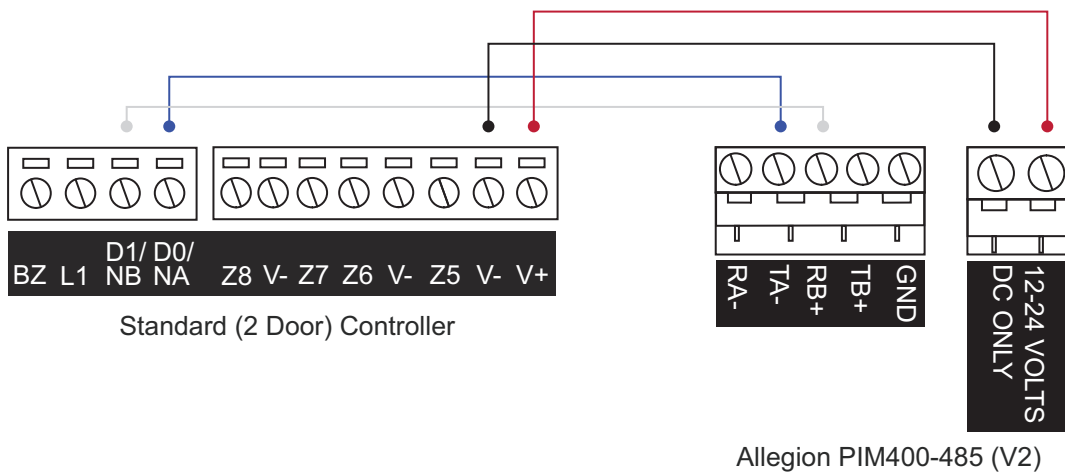 D1/ D0/
BZ L1 NB NA Z8 V- Z7 Z6 V- Z5 V- V+
Standard (2 Door) Controller
RA-
TA-
RB+
TB+
GND
12-24 VOLTS
DC ONLY
Allegion PIM400-485 (V2)